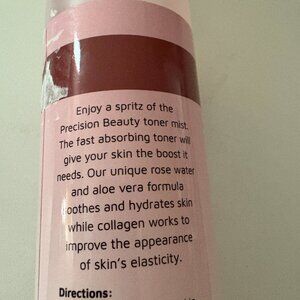 Enjoy a spritz of the
Precision Beauty toner mist.
The fast absorbing toner will
give your skin the boost it
needs. Our unique rose water
and aloe vera formula
soothes and hydrates skin
while collagen works to
improve the appearance
of skin's elasticity.
Directions: